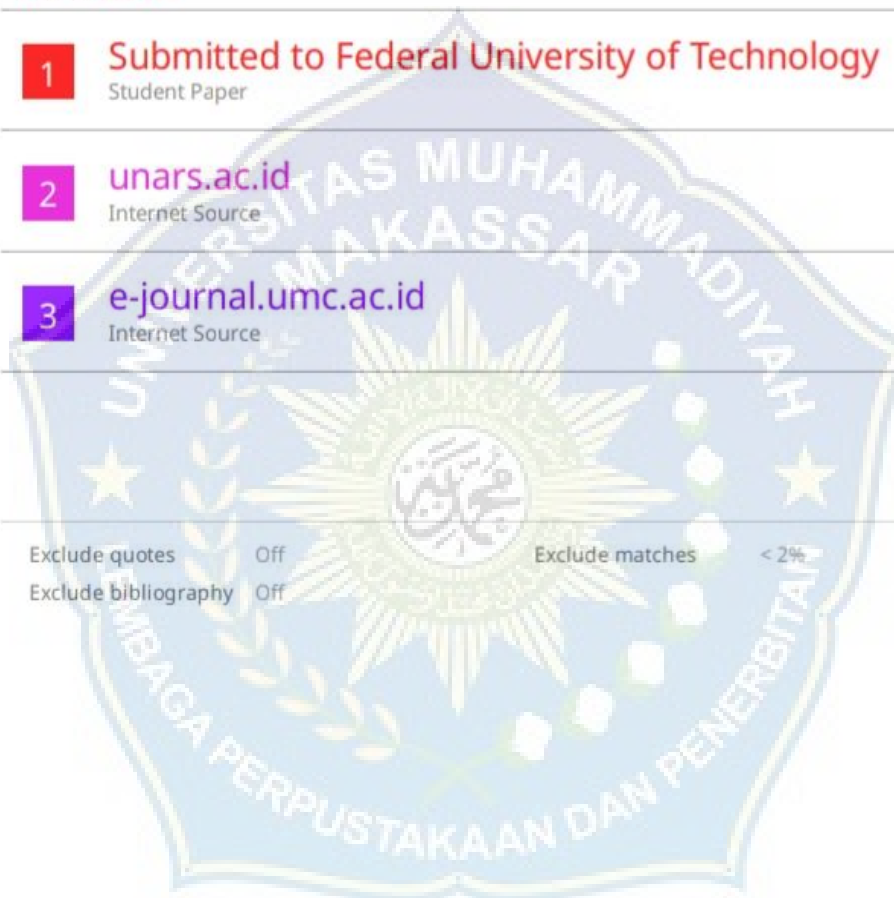 1 Submitted to Federal University of Technology
Student Paper
2 unars.ac.id
Internet Source
3 e-journal.umc.ac.id
Internet Source
Exclude quotes Off Exclude matches < 2%
Exclude bibliography Off
UNIVERSITAS MUHAMMADIYAH
MAKASSAR
LEMBAGA PERPUSTAKAAN DAN PENERBITAN